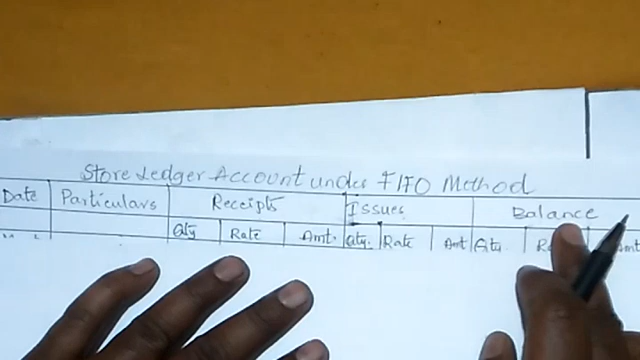 Store Ledger Account under FIFO Method
Date Particulars Receipts Issues Balance
Qty Rate Amt. Qty. Rate Amt Qty.